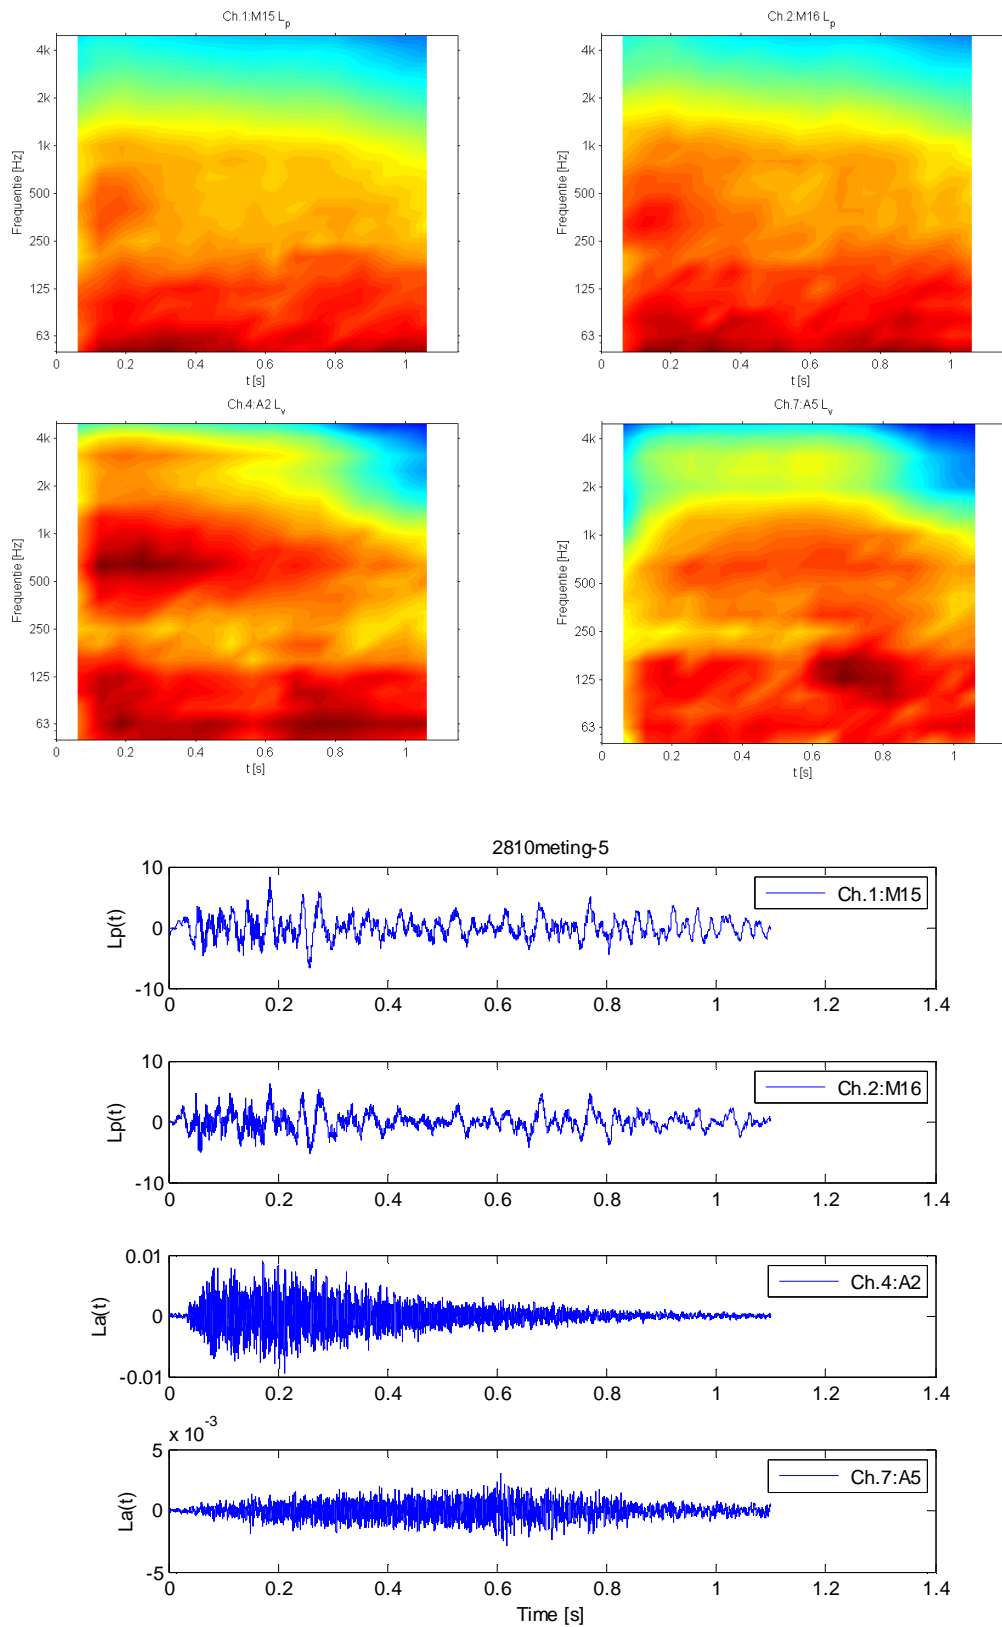 Ch.1:M15 Lp
Frequentie [Hz]
4k
2k
1k
500
250
125
63
0 0.2 0.4 0.6 0.8 1
t [s]
Ch.2:M16 Lp
Frequentie [Hz]
4k
2k
1k
500
250
125
63
0 0.2 0.4 0.6 0.8 1
t [s]
Ch.4:A2 Lv
Frequentie [Hz]
4k
2k
1k
500
250
125
63
0 0.2 0.4 0.6 0.8 1
t [s]
Ch.7:A5 Lv
Frequentie [Hz]
4k
2k
1k
500
250
125
63
0 0.2 0.4 0.6 0.8 1
t [s]
2810meting-5
Lp(t)
10
0
-10
Ch.1:M15
0 0.2 0.4 0.6 0.8 1 1.2 1.4
Lp(t)
10
0
-10
Ch.2:M16
0 0.2 0.4 0.6 0.8 1 1.2 1.4
La(t)
0.01
0
-0.01
Ch.4:A2
0 0.2 0.4 0.6 0.8 1 1.2 1.4
x 10-3
La(t)
5
0
-5
Ch.7:A5
0 0.2 0.4 0.6 0.8 1 1.2 1.4
Time [s]